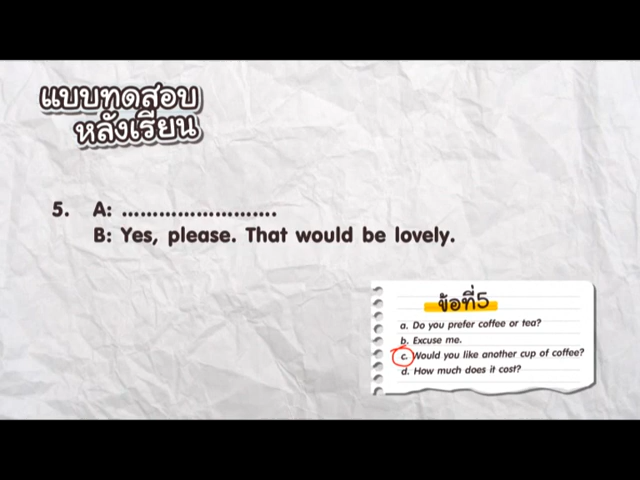 แบบทดสอบ
หลังเรียน
5. A: ..........................
B: Yes, please. That would be lovely.
ข้อที่5
a. Do you prefer coffee or tea?
b. Excuse me.
c. Would you like another cup of coffee?
d. How much does it cost?